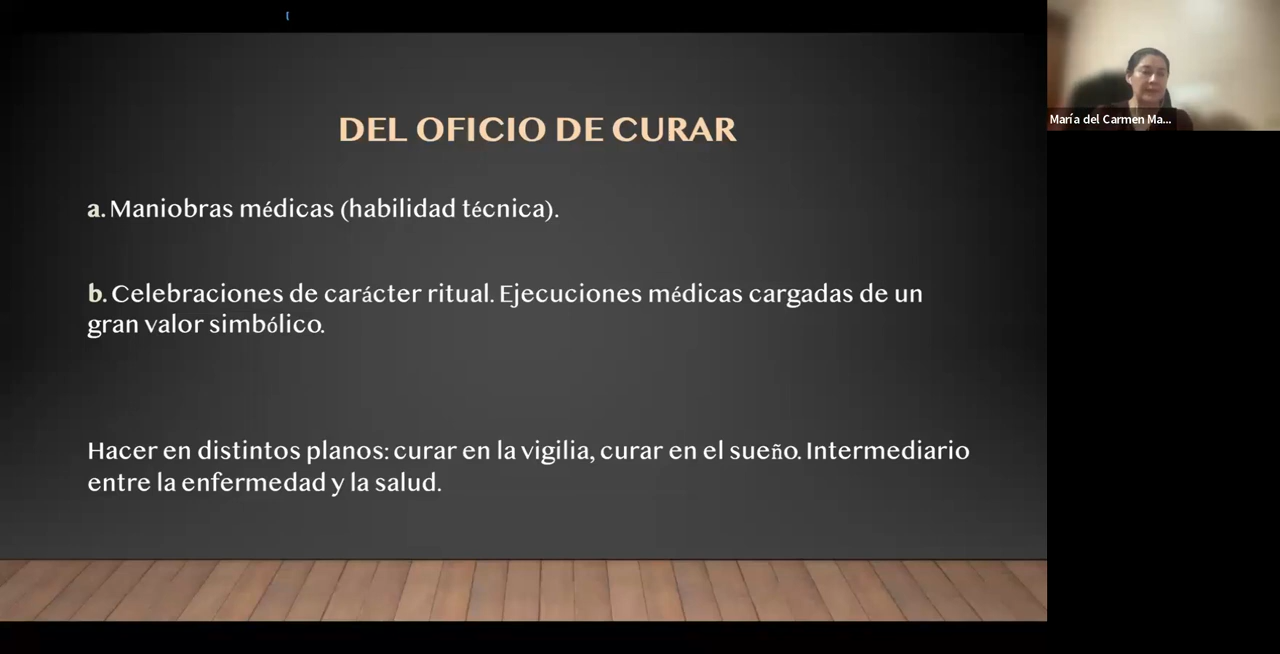 DEL OFICIO DE CURAR
María del Carmen Ma...
a. Maniobras médicas (habilidad técnica).
b. Celebraciones de carácter ritual. Ejecuciones médicas cargadas de un
gran valor simbólico.
Hacer en distintos planos: curar en la vigilia, curar en el sueño. Intermediario
entre la enfermedad y la salud.